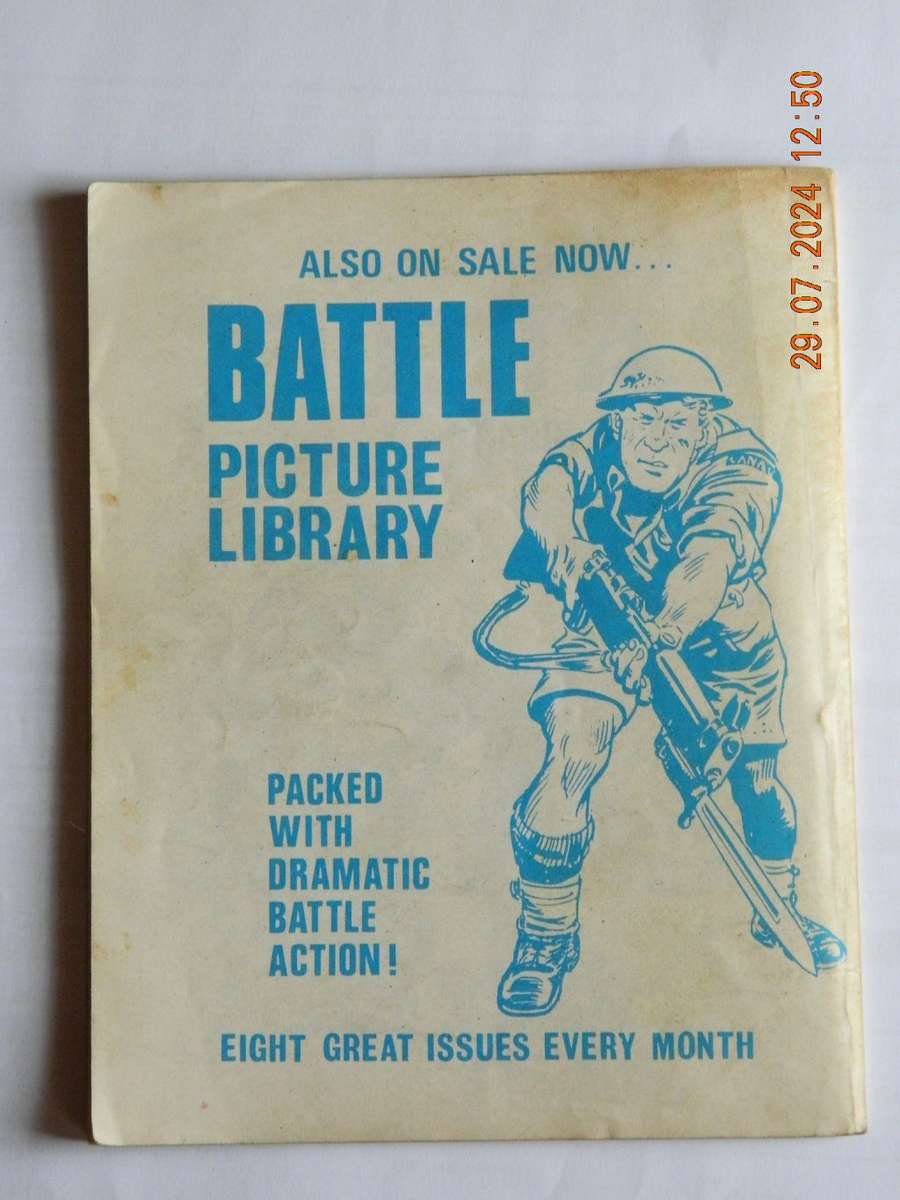 29.07.2024 12:50
ALSO ON SALE NOW...
BATTLE
PICTURE
LIBRARY
PACKED
WITH
DRAMATIC
BATTLE
ACTION!
EIGHT GREAT ISSUES EVERY MONTH